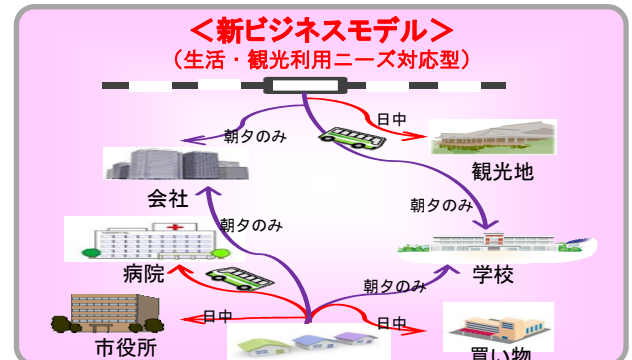 ＜新ビジネスモデル＞
（生活・観光利用ニーズ対応型）
日中
朝夕のみ
観光地
会社
朝夕のみ
朝夕のみ
病院
学校
朝夕のみ
日中
日中
市役所
買い物